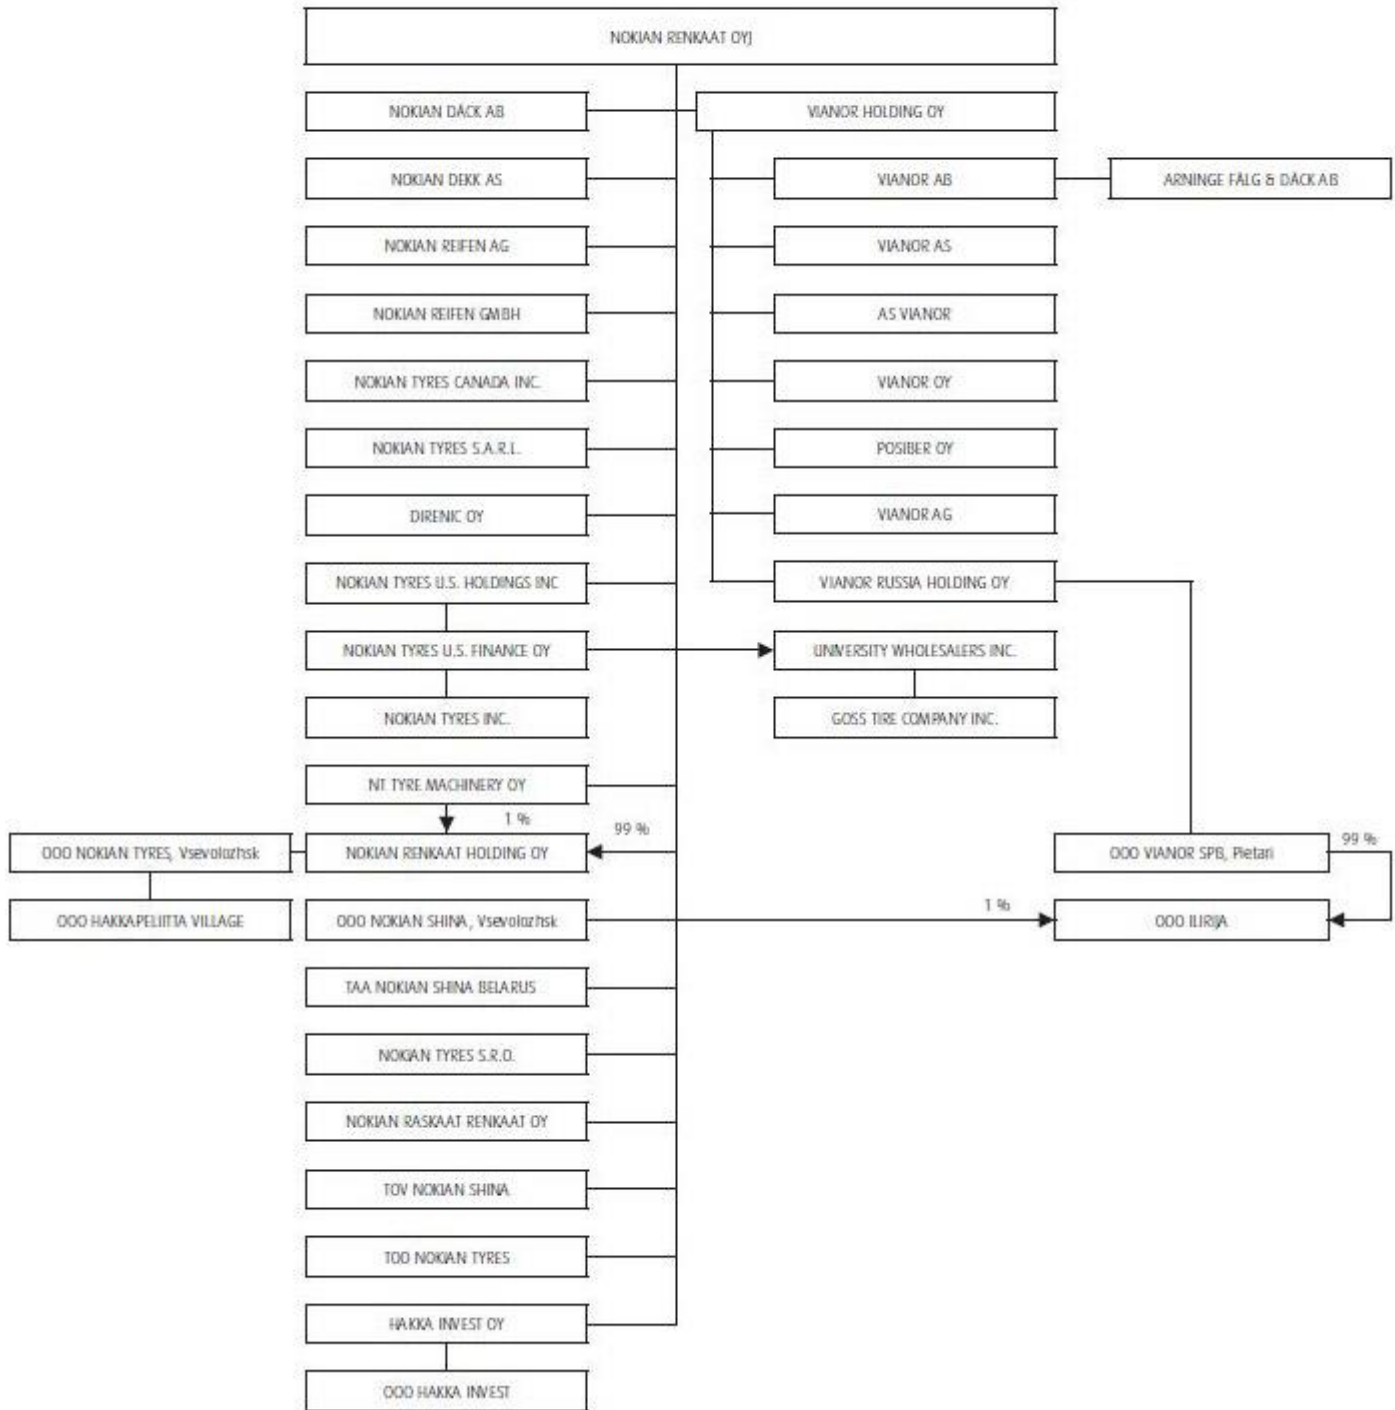 NOKIAN RENKAAT OYJ
NOKIAN DÄCK AB
VIANOR HOLDING OY
NOKIAN DEKK AS
VIANOR AB
ARNINGE FÄLG & DÄCK AB
NOKIAN REIFEN AG
VIANOR AS
NOKIAN REIFEN GMBH
AS VIANOR
NOKIAN TYRES CANADA INC.
VIANOR OY
NOKIAN TYRES S.A.R.L.
POSIBER OY
DIRENIC OY
VIANOR AG
NOKIAN TYRES U.S. HOLDINGS INC
VIANOR RUSSIA HOLDING OY
NOKIAN TYRES U.S. FINANCE OY
UNIVERSITY WHOLESALERS INC.
NOKIAN TYRES INC.
GOSS TIRE COMPANY INC.
NT TYRE MACHINERY OY
1 %
99 %
OOO NOKIAN TYRES, Vsevolozhsk
NOKIAN RENKAAT HOLDING OY
OOO VIANOR SPB, Pietari
99 %
OOO HAKKAPELIITTA VILLAGE
OOO NOKIAN SHINA, Vsevolozhsk
1 %
OOO ILIRIJA
TAA NOKIAN SHINA BELARUS
NOKIAN TYRES S.R.O.
NOKIAN RASKAAT RENKAAT OY
TOV NOKIAN SHINA
TOO NOKIAN TYRES
HAKKA INVEST OY
OOO HAKKA INVEST